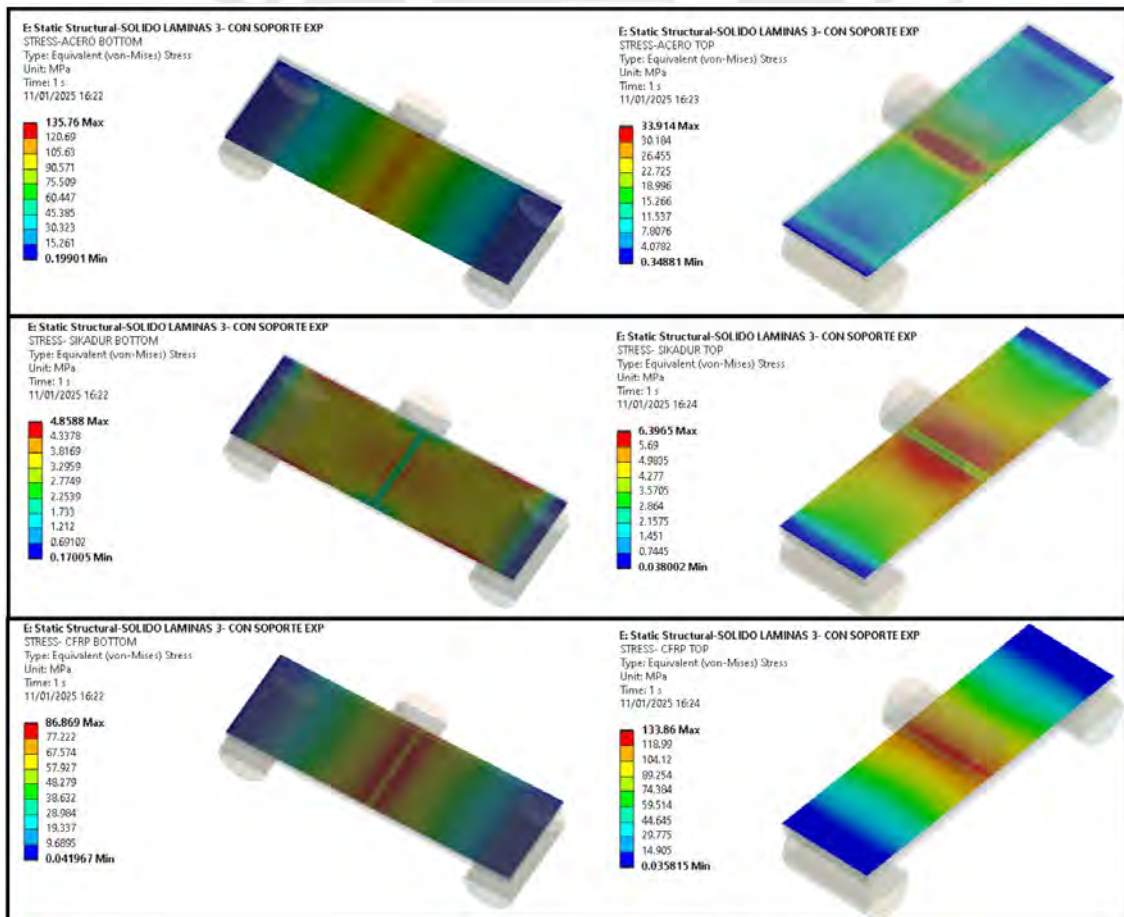 E: Static Structural-SOLIDO LAMINAS 3- CON SOPORTE EXP
STRESS-ACERO BOTTOM
Type: Equivalent (von-Mises) Stress
Unit: MPa
Time: 1 s
11/01/2025 16:22
135.76 Max
120.69
105.63
90.571
75.509
60.447
45.385
30.323
15.261
0.19901 Min
E: Static Structural-SOLIDO LAMINAS 3- CON SOPORTE EXP
STRESS-ACERO TOP
Type: Equivalent (von-Mises) Stress
Unit: MPa
Time: 1 s
11/01/2025 16:23
33.914 Max
30.184
26.455
22.725
18.996
15.266
11.537
7.8076
4.0782
0.34881 Min
E: Static Structural-SOLIDO LAMINAS 3- CON SOPORTE EXP
STRESS- SIKADUR BOTTOM
Type: Equivalent (von-Mises) Stress
Unit: MPa
Time: 1 s
11/01/2025 16:22
4.8588 Max
4.3378
3.8169
3.2959
2.7749
2.2539
1.733
1.212
0.69102
0.17005 Min
E: Static Structural-SOLIDO LAMINAS 3- CON SOPORTE EXP
STRESS- SIKADUR TOP
Type: Equivalent (von-Mises) Stress
Unit: MPa
Time: 1 s
11/01/2025 16:24
6.3965 Max
5.69
4.9835
4.277
3.5705
2.864
2.1575
1.451
0.7445
0.038002 Min
E: Static Structural-SOLIDO LAMINAS 3- CON SOPORTE EXP
STRESS- CFRP BOTTOM
Type: Equivalent (von-Mises) Stress
Unit: MPa
Time: 1 s
11/01/2025 16:22
86.869 Max
77.222
67.574
57.927
48.279
38.632
28.984
19.337
9.6895
0.041967 Min
E: Static Structural-SOLIDO LAMINAS 3- CON SOPORTE EXP
STRESS- CFRP TOP
Type: Equivalent (von-Mises) Stress
Unit: MPa
Time: 1 s
11/01/2025 16:24
133.86 Max
118.99
104.12
89.254
74.384
59.514
44.645
29.775
14.905
0.035815 Min